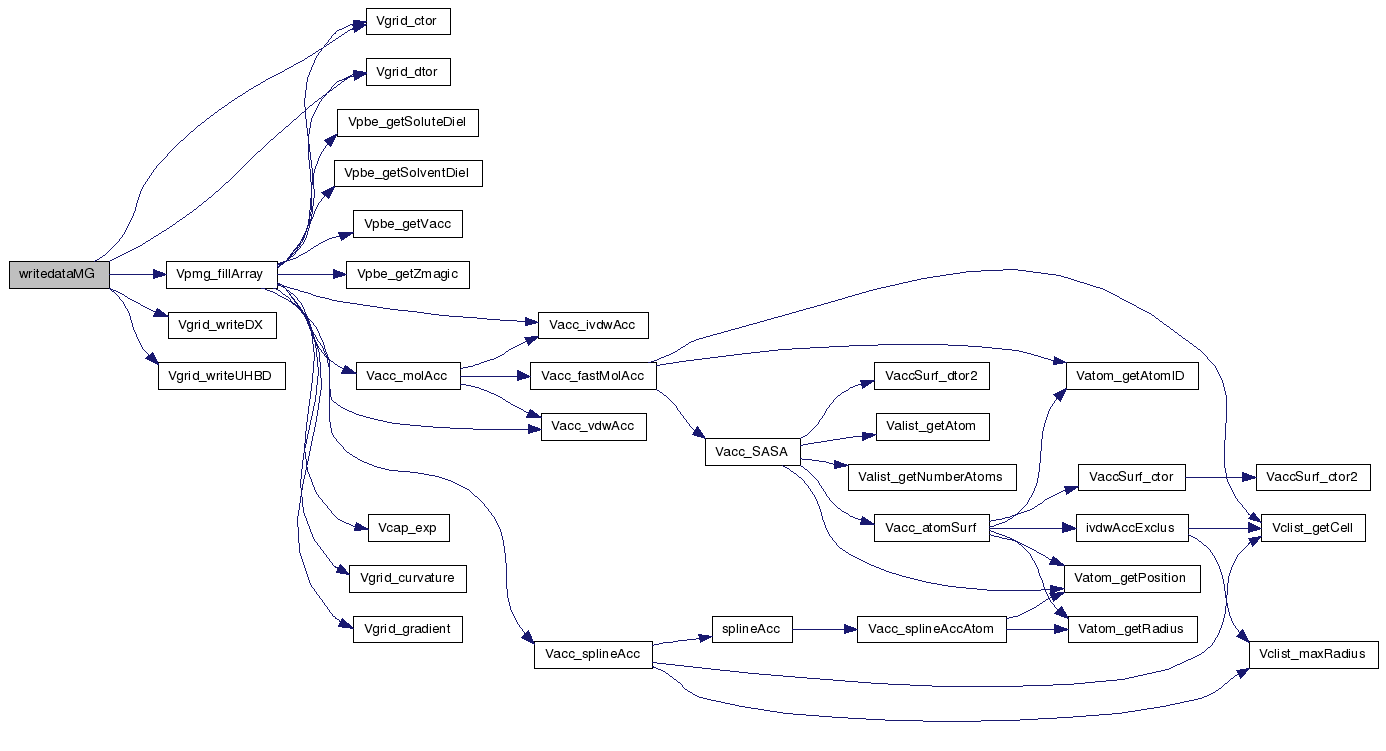 Vgrid_ctor
Vgrid_dtor
Vpbe_getSoluteDiel
Vpbe_getSolventDiel
Vpbe_getVacc
writedataMG
Vpmg_fillArray
Vpbe_getZmagic
Vgrid_writeDX
Vacc_ivdwAcc
Vgrid_writeUHBD
Vacc_molAcc
Vacc_fastMolAcc
VaccSurf_dtor2
Vatom_getAtomID
Vacc_vdwAcc
Valist_getAtom
Vacc_SASA
Valist_getNumberAtoms
VaccSurf_ctor
VaccSurf_ctor2
Vcap_exp
Vacc_atomSurf
ivdwAccExclus
Vclist_getCell
Vgrid_curvature
Vatom_getPosition
Vgrid_gradient
splineAcc
Vacc_splineAccAtom
Vatom_getRadius
Vacc_splineAcc
Vclist_maxRadius